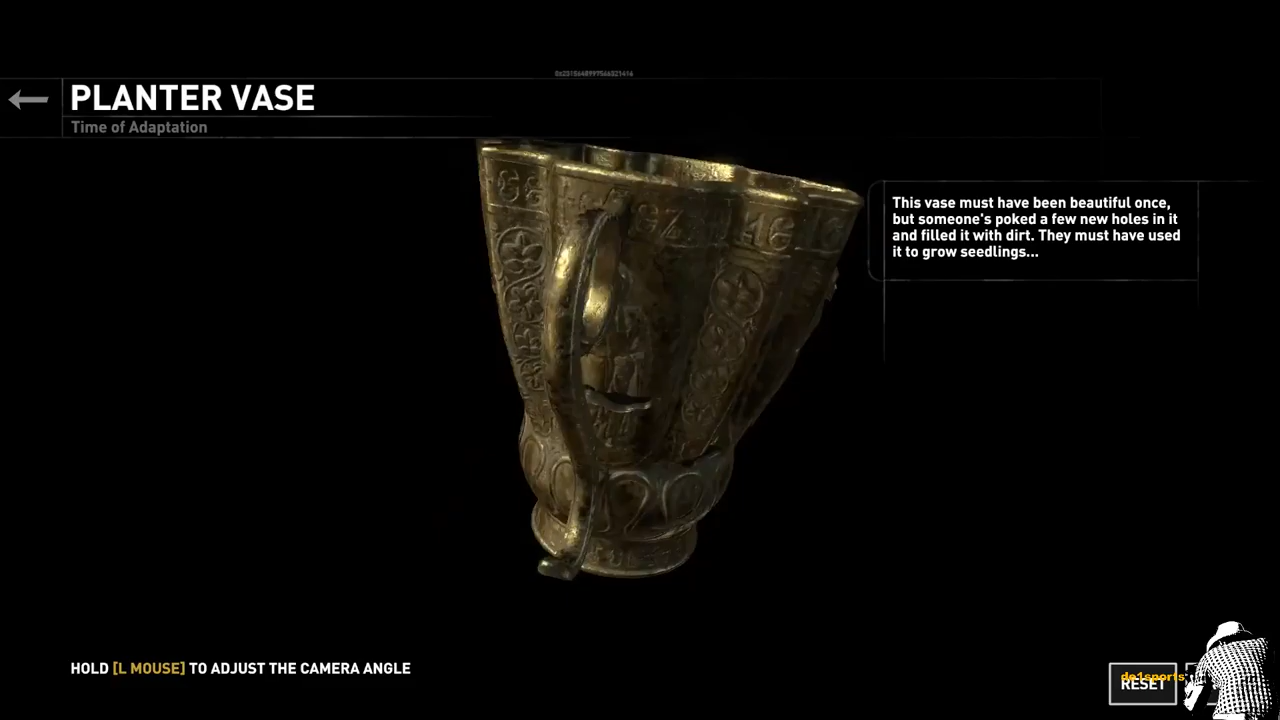 PLANTER VASE
Time of Adaptation
This vase must have been beautiful once,
but someone's poked a few new holes in it
and filled it with dirt. They must have used
it to grow seedlings...
HOLD [L MOUSE] TO ADJUST THE CAMERA ANGLE
RESET
de1sports